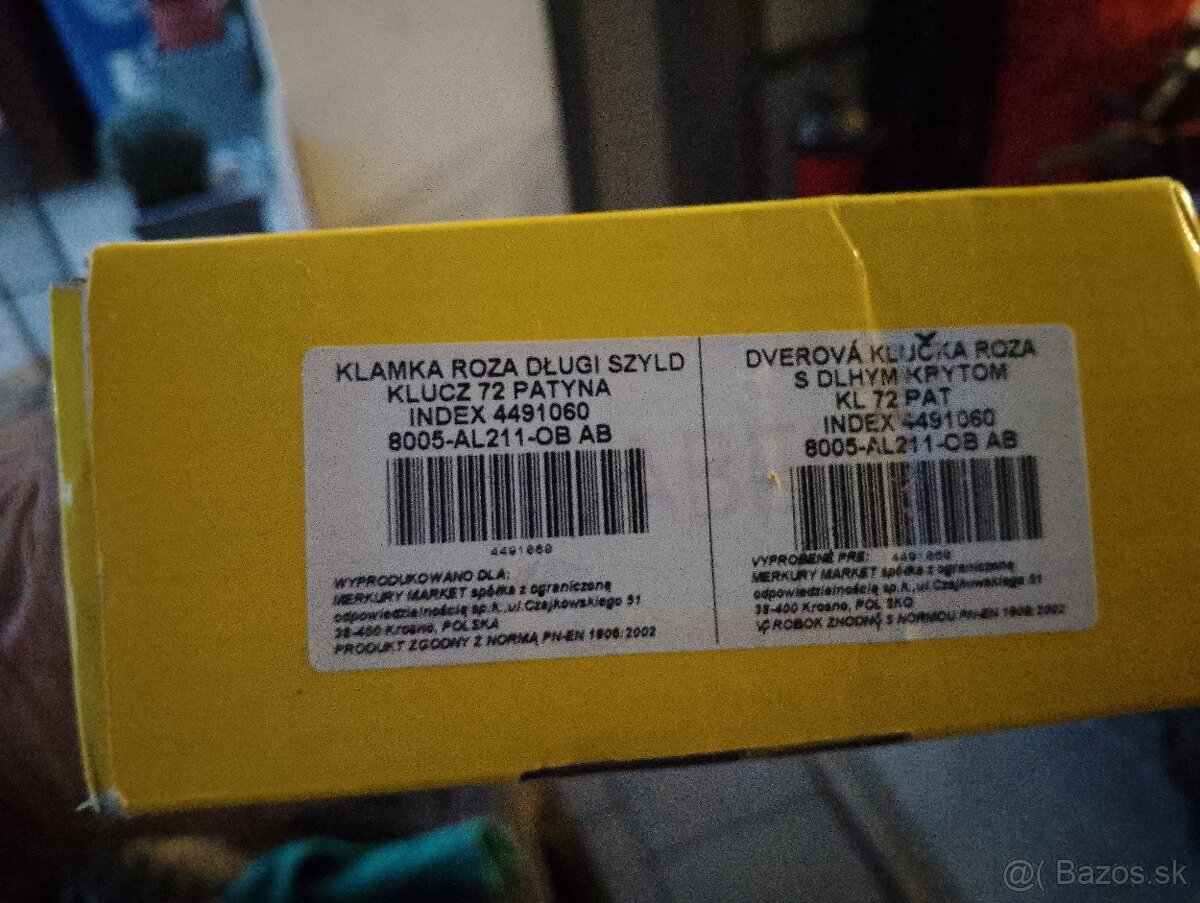 KLAMKA ROZA DŁUGI SZYLD
KLUCZ 72 PATYNA
INDEX 4491060
8005-AL211-OB AB
4491060
WYPRODUKOWANO DLA:
MERKURY MARKET spółka z ograniczoną
odpowiedzialnością sp.k.,ul.Czajkowskiego 51
38-400 Krosno, POLSKA
PRODUKT ZGODNY Z NORMĄ PN-EN 1906:2002
DVEROVÁ KLUČKA ROZA
S DLHYM KRYTOM
KL 72 PAT
INDEX 4491060
8005-AL211-OB AB
VYPROBENÉ PRE: 4491060
MERKURY MARKET spółka z ograniczoną
odpowiedzialnością sp.k.,ul.Czajkowskiego 51
38-400 Krosno, POĽSKO
VÝROBOK ZHODNÝ S NORMOU PN-EN 1906:2002
@( Bazos.sk